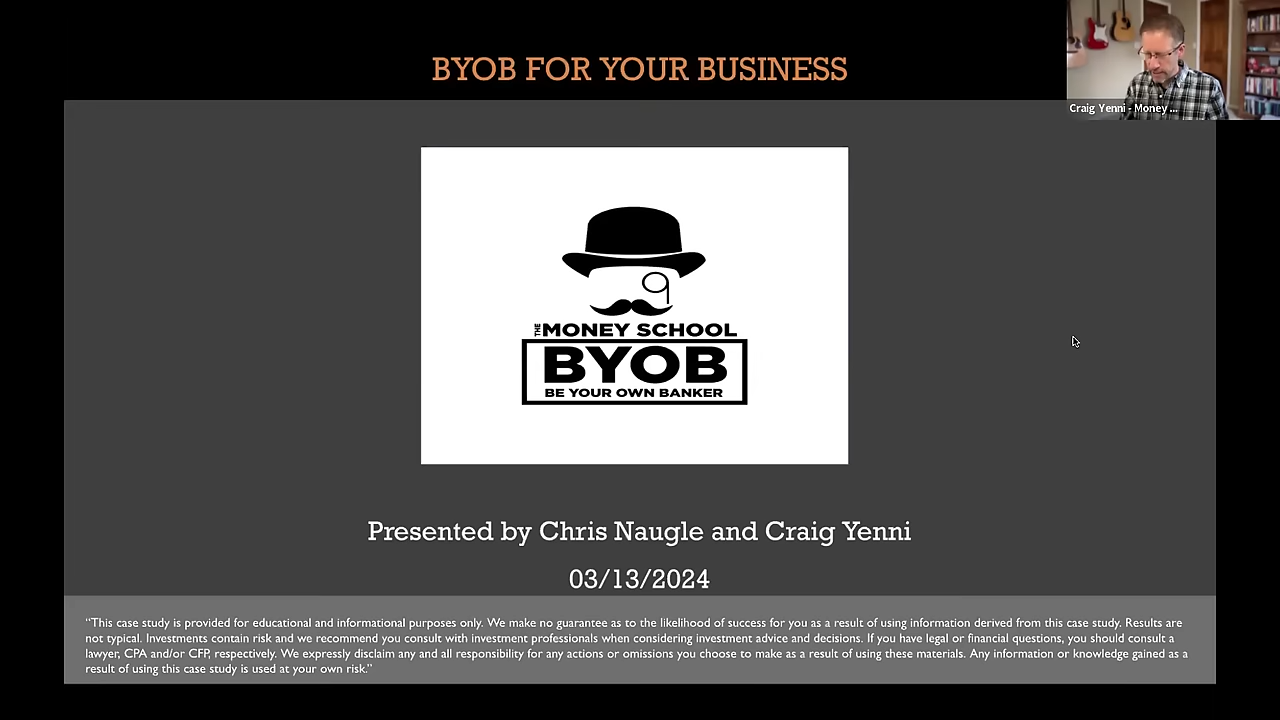 BYOB FOR YOUR BUSINESS
Craig Yenni - Money ...
THE MONEY SCHOOL
BYOB
BE YOUR OWN BANKER
Presented by Chris Naugle and Craig Yenni
03/13/2024
“This case study is provided for educational and informational purposes only. We make no guarantee as to the likelihood of success for you as a result of using information derived from this case study. Results are
not typical. Investments contain risk and we recommend you consult with investment professionals when considering investment advice and decisions. If you have legal or financial questions, you should consult a
lawyer, CPA and/or CFP, respectively. We expressly disclaim any and all responsibility for any actions or omissions you choose to make as a result of using these materials. Any information or knowledge gained as a
result of using this case study is used at your own risk.”